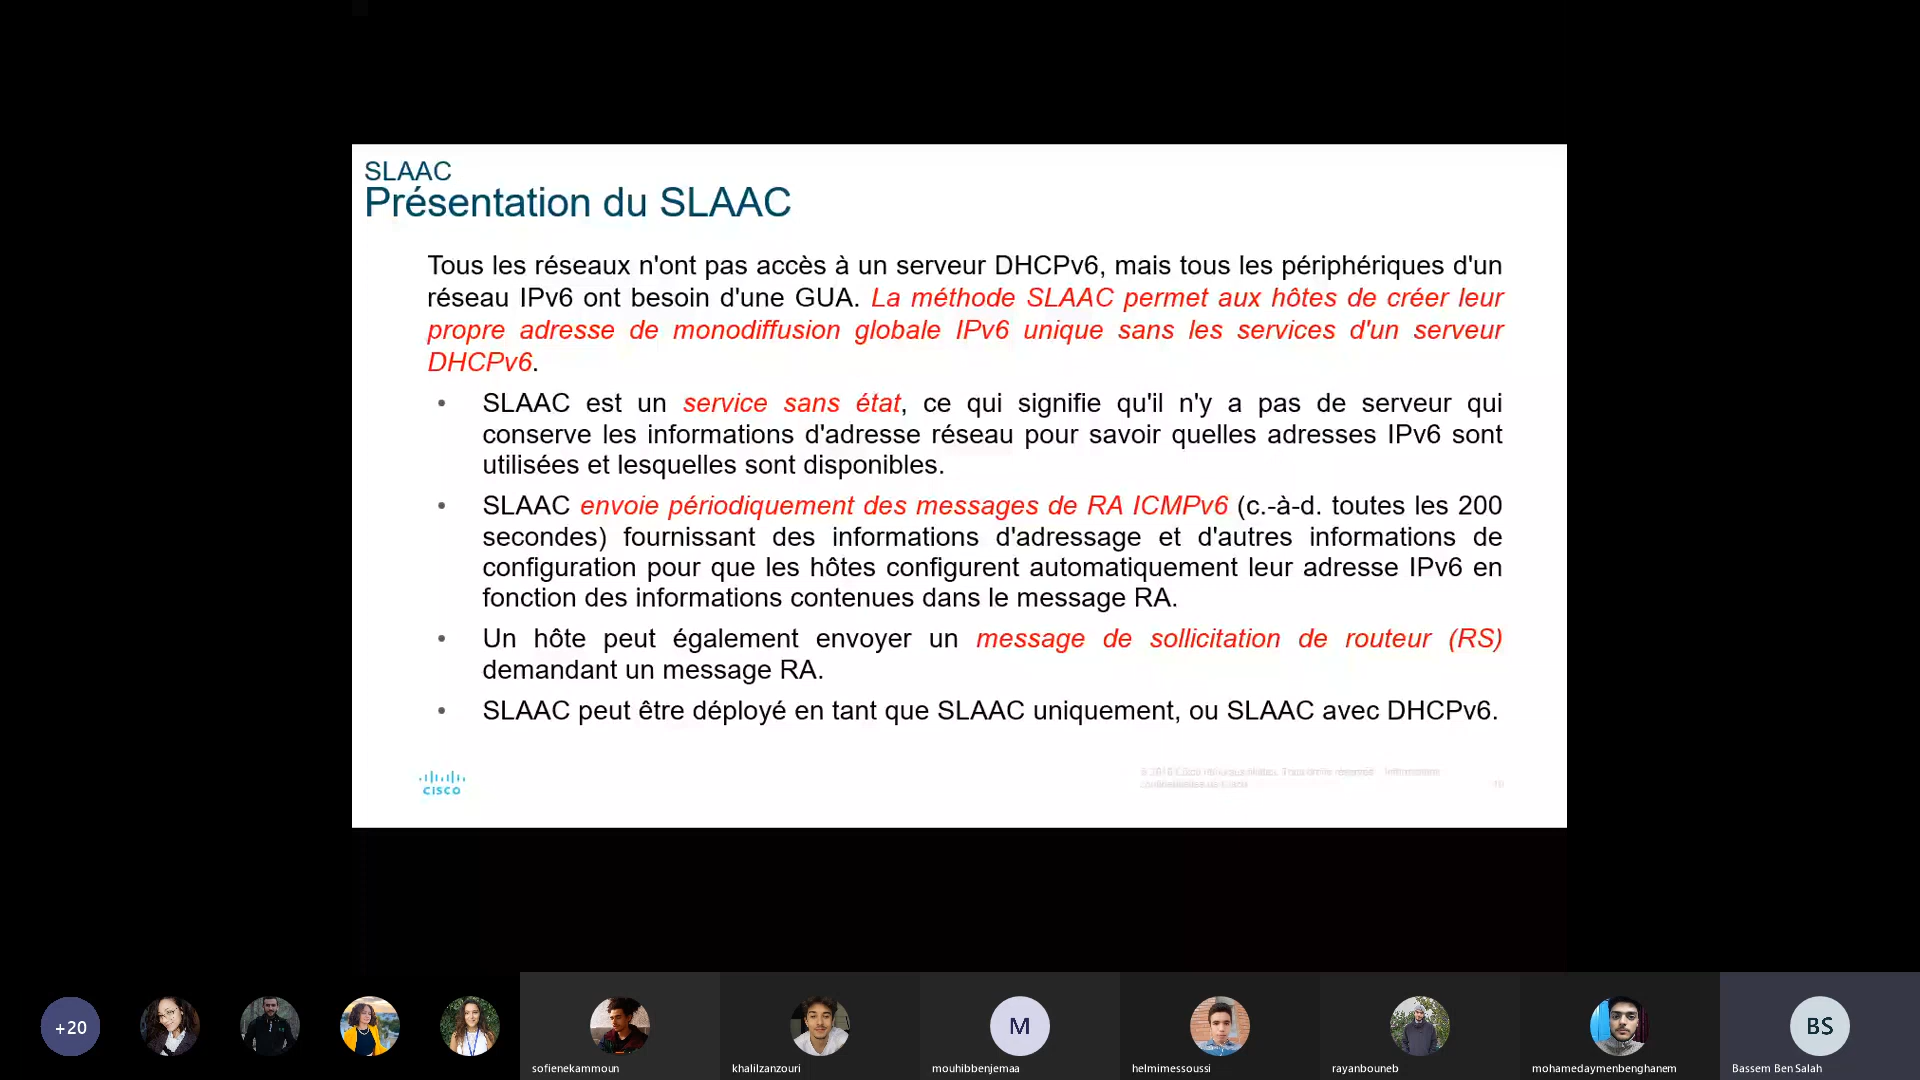 SLAAC
Présentation du SLAAC
Tous les réseaux n'ont pas accès à un serveur DHCPv6, mais tous les périphériques d'un
réseau IPv6 ont besoin d'une GUA. La méthode SLAAC permet aux hôtes de créer leur
propre adresse de monodiffusion globale IPv6 unique sans les services d'un serveur
DHCPv6.
• SLAAC est un service sans état, ce qui signifie qu'il n'y a pas de serveur qui
conserve les informations d'adresse réseau pour savoir quelles adresses IPv6 sont
utilisées et lesquelles sont disponibles.
• SLAAC envoie périodiquement des messages de RA ICMPv6 (c.-à-d. toutes les 200
secondes) fournissant des informations d'adressage et d'autres informations de
configuration pour que les hôtes configurent automatiquement leur adresse IPv6 en
fonction des informations contenues dans le message RA.
• Un hôte peut également envoyer un message de sollicitation de routeur (RS)
demandant un message RA.
• SLAAC peut être déployé en tant que SLAAC uniquement, ou SLAAC avec DHCPv6.
CISCO
+20
M
BS
sofienekammoun
khalilzanzouri
mouhibbenjemaa
helmimessoussi
rayanbouneb
mohamedaymenbenghanem
Bassem Ben Salah